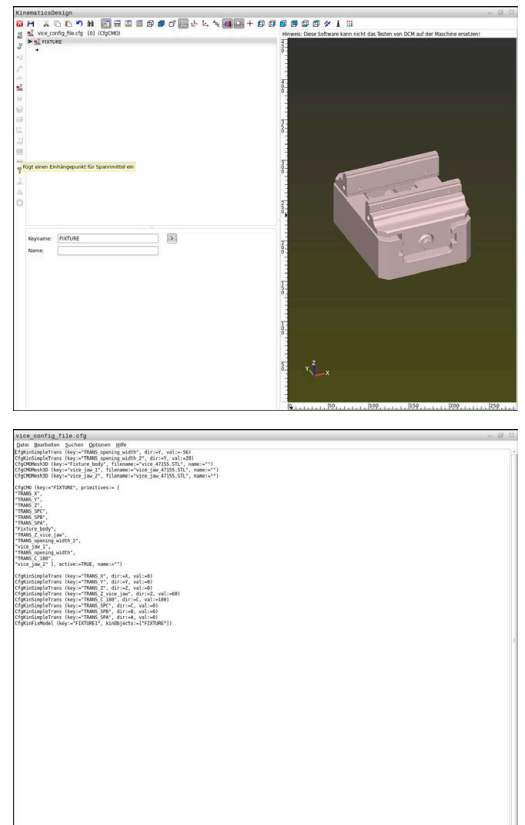 KinematicsDesign
vice_config_file.cfg [0] (CfgCMO)
Hinweis: Diese Software kann nicht das Testen von DCM auf der Maschine ersetzen!
FIXTURE
Fügt einen Einhängepunkt für Spannmittel ein
Keyname: FIXTURE >
Name:
Z
Y X
50 100 150 200 250
vice_config_file.cfg
Datei Bearbeiten Suchen Optionen Hilfe
CfgKinSimpleTrans (key:="TRANS_opening_width", dir:=Y, val:=-56)
CfgKinSimpleTrans (key:="TRANS_opening_width_2", dir:=Y, val:=28)
CfgCMOMesh3D (key:="Fixture_body", filename:="vice_47155.STL", name:="")
CfgCMOMesh3D (key:="vice_jaw_1", filename:="vice_jaw_47155.STL", name:="")
CfgCMOMesh3D (key:="vice_jaw_2", filename:="vice_jaw_47155.STL", name:="")
CfgCMO (key:="FIXTURE", primitives:= [
"TRANS_X",
"TRANS_Y",
"TRANS_Z",
"TRANS_SPC",
"TRANS_SPB",
"TRANS_SPA",
"Fixture_body",
"TRANS_Z_vice_jaw",
"TRANS_opening_width_2",
"vice_jaw_1",
"TRANS_opening_width",
"TRANS_C_180",
"vice_jaw_2" ], active:=TRUE, name:="")
CfgKinSimpleTrans (key:="TRANS_X", dir:=X, val:=0)
CfgKinSimpleTrans (key:="TRANS_Y", dir:=Y, val:=0)
CfgKinSimpleTrans (key:="TRANS_Z", dir:=Z, val:=0)
CfgKinSimpleTrans (key:="TRANS_Z_vice_jaw", dir:=Z, val:=60)
CfgKinSimpleTrans (key:="TRANS_C_180", dir:=C, val:=180)
CfgKinSimpleTrans (key:="TRANS_SPC", dir:=C, val:=0)
CfgKinSimpleTrans (key:="TRANS_SPB", dir:=B, val:=0)
CfgKinSimpleTrans (key:="TRANS_SPA", dir:=A, val:=0)
CfgKinFixModel (key:="FIXTURE1", kinObjects:=["FIXTURE"])